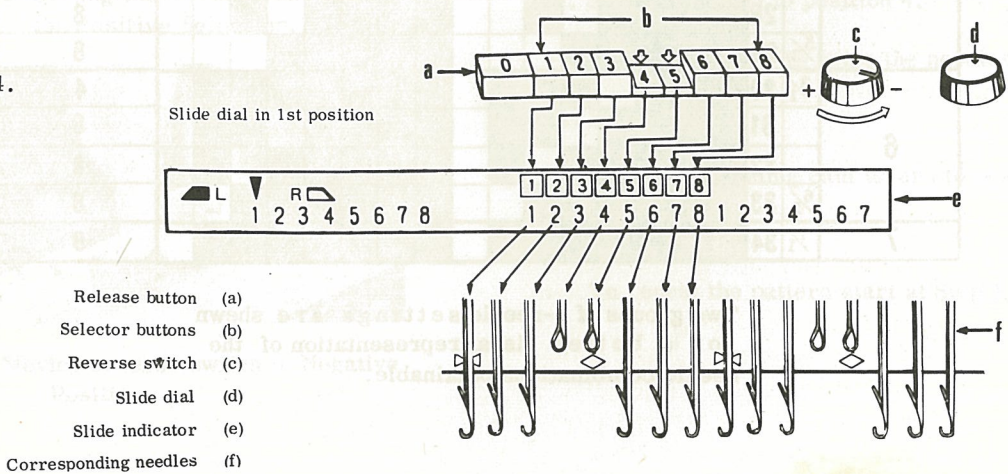 b
c
d
0 1 2 3 4 5 6 7 8
a
4.
+ -
Slide dial in 1st position
1 2 3 4 5 6 7 8
L R
e
1 2 3 4 5 6 7 8 1 2 3 4 5 6 7 8 1 2 3 4 5 6 7
Release button (a)
Selector buttons (b)
Reverse switch (c)
Slide dial (d)
Slide indicator (e)
Corresponding needles (f)
f